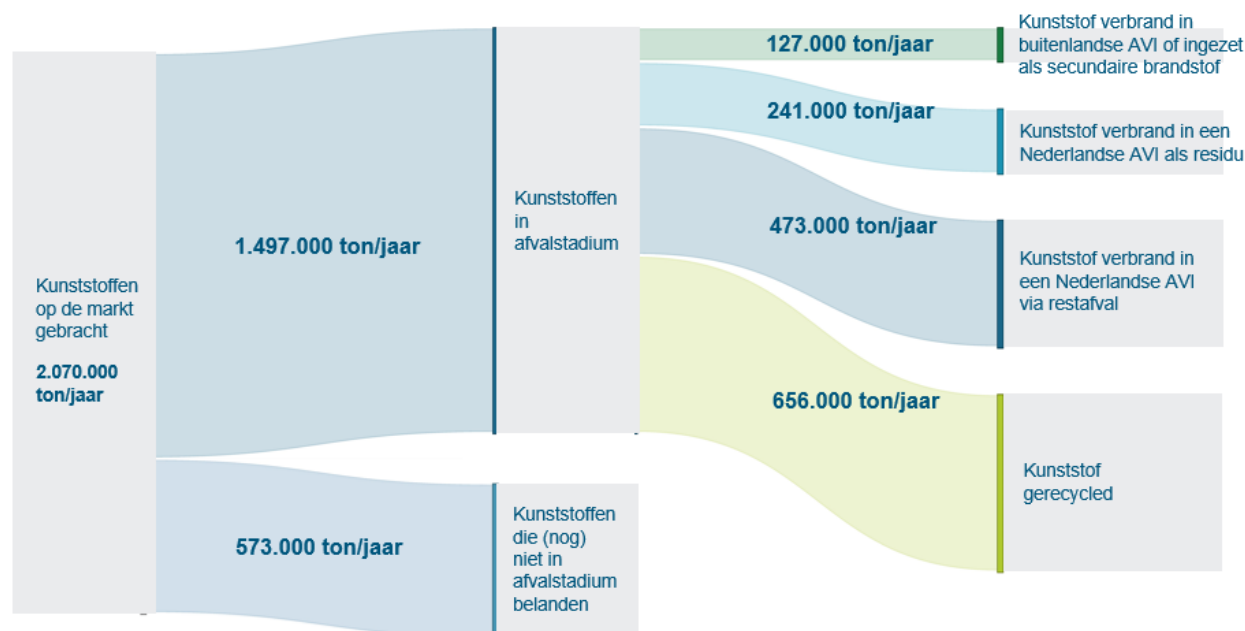 Kunststoffen
op de markt
gebracht
2.070.000
ton/jaar
1.497.000 ton/jaar
573.000 ton/jaar
Kunststoffen
in
afvalstadium
Kunststoffen
die (nog)
niet in
afvalstadium
belanden
127.000 ton/jaar
241.000 ton/jaar
473.000 ton/jaar
656.000 ton/jaar
Kunststof verbrand in
buitenlandse AVI of ingezet
als secundaire brandstof
Kunststof verbrand in een
Nederlandse AVI als residu
Kunststof verbrand in
een Nederlandse AVI
via restafval
Kunststof
gerecycled